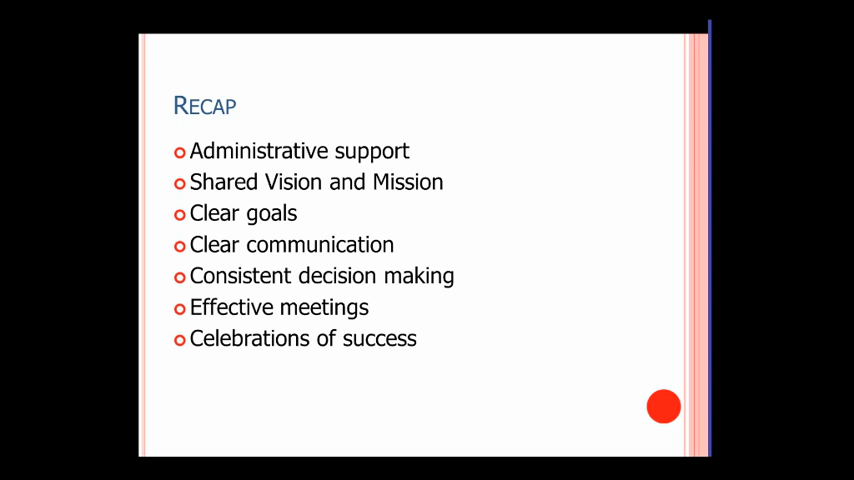 Recap
Administrative support
Shared Vision and Mission
Clear goals
Clear communication
Consistent decision making
Effective meetings
Celebrations of success